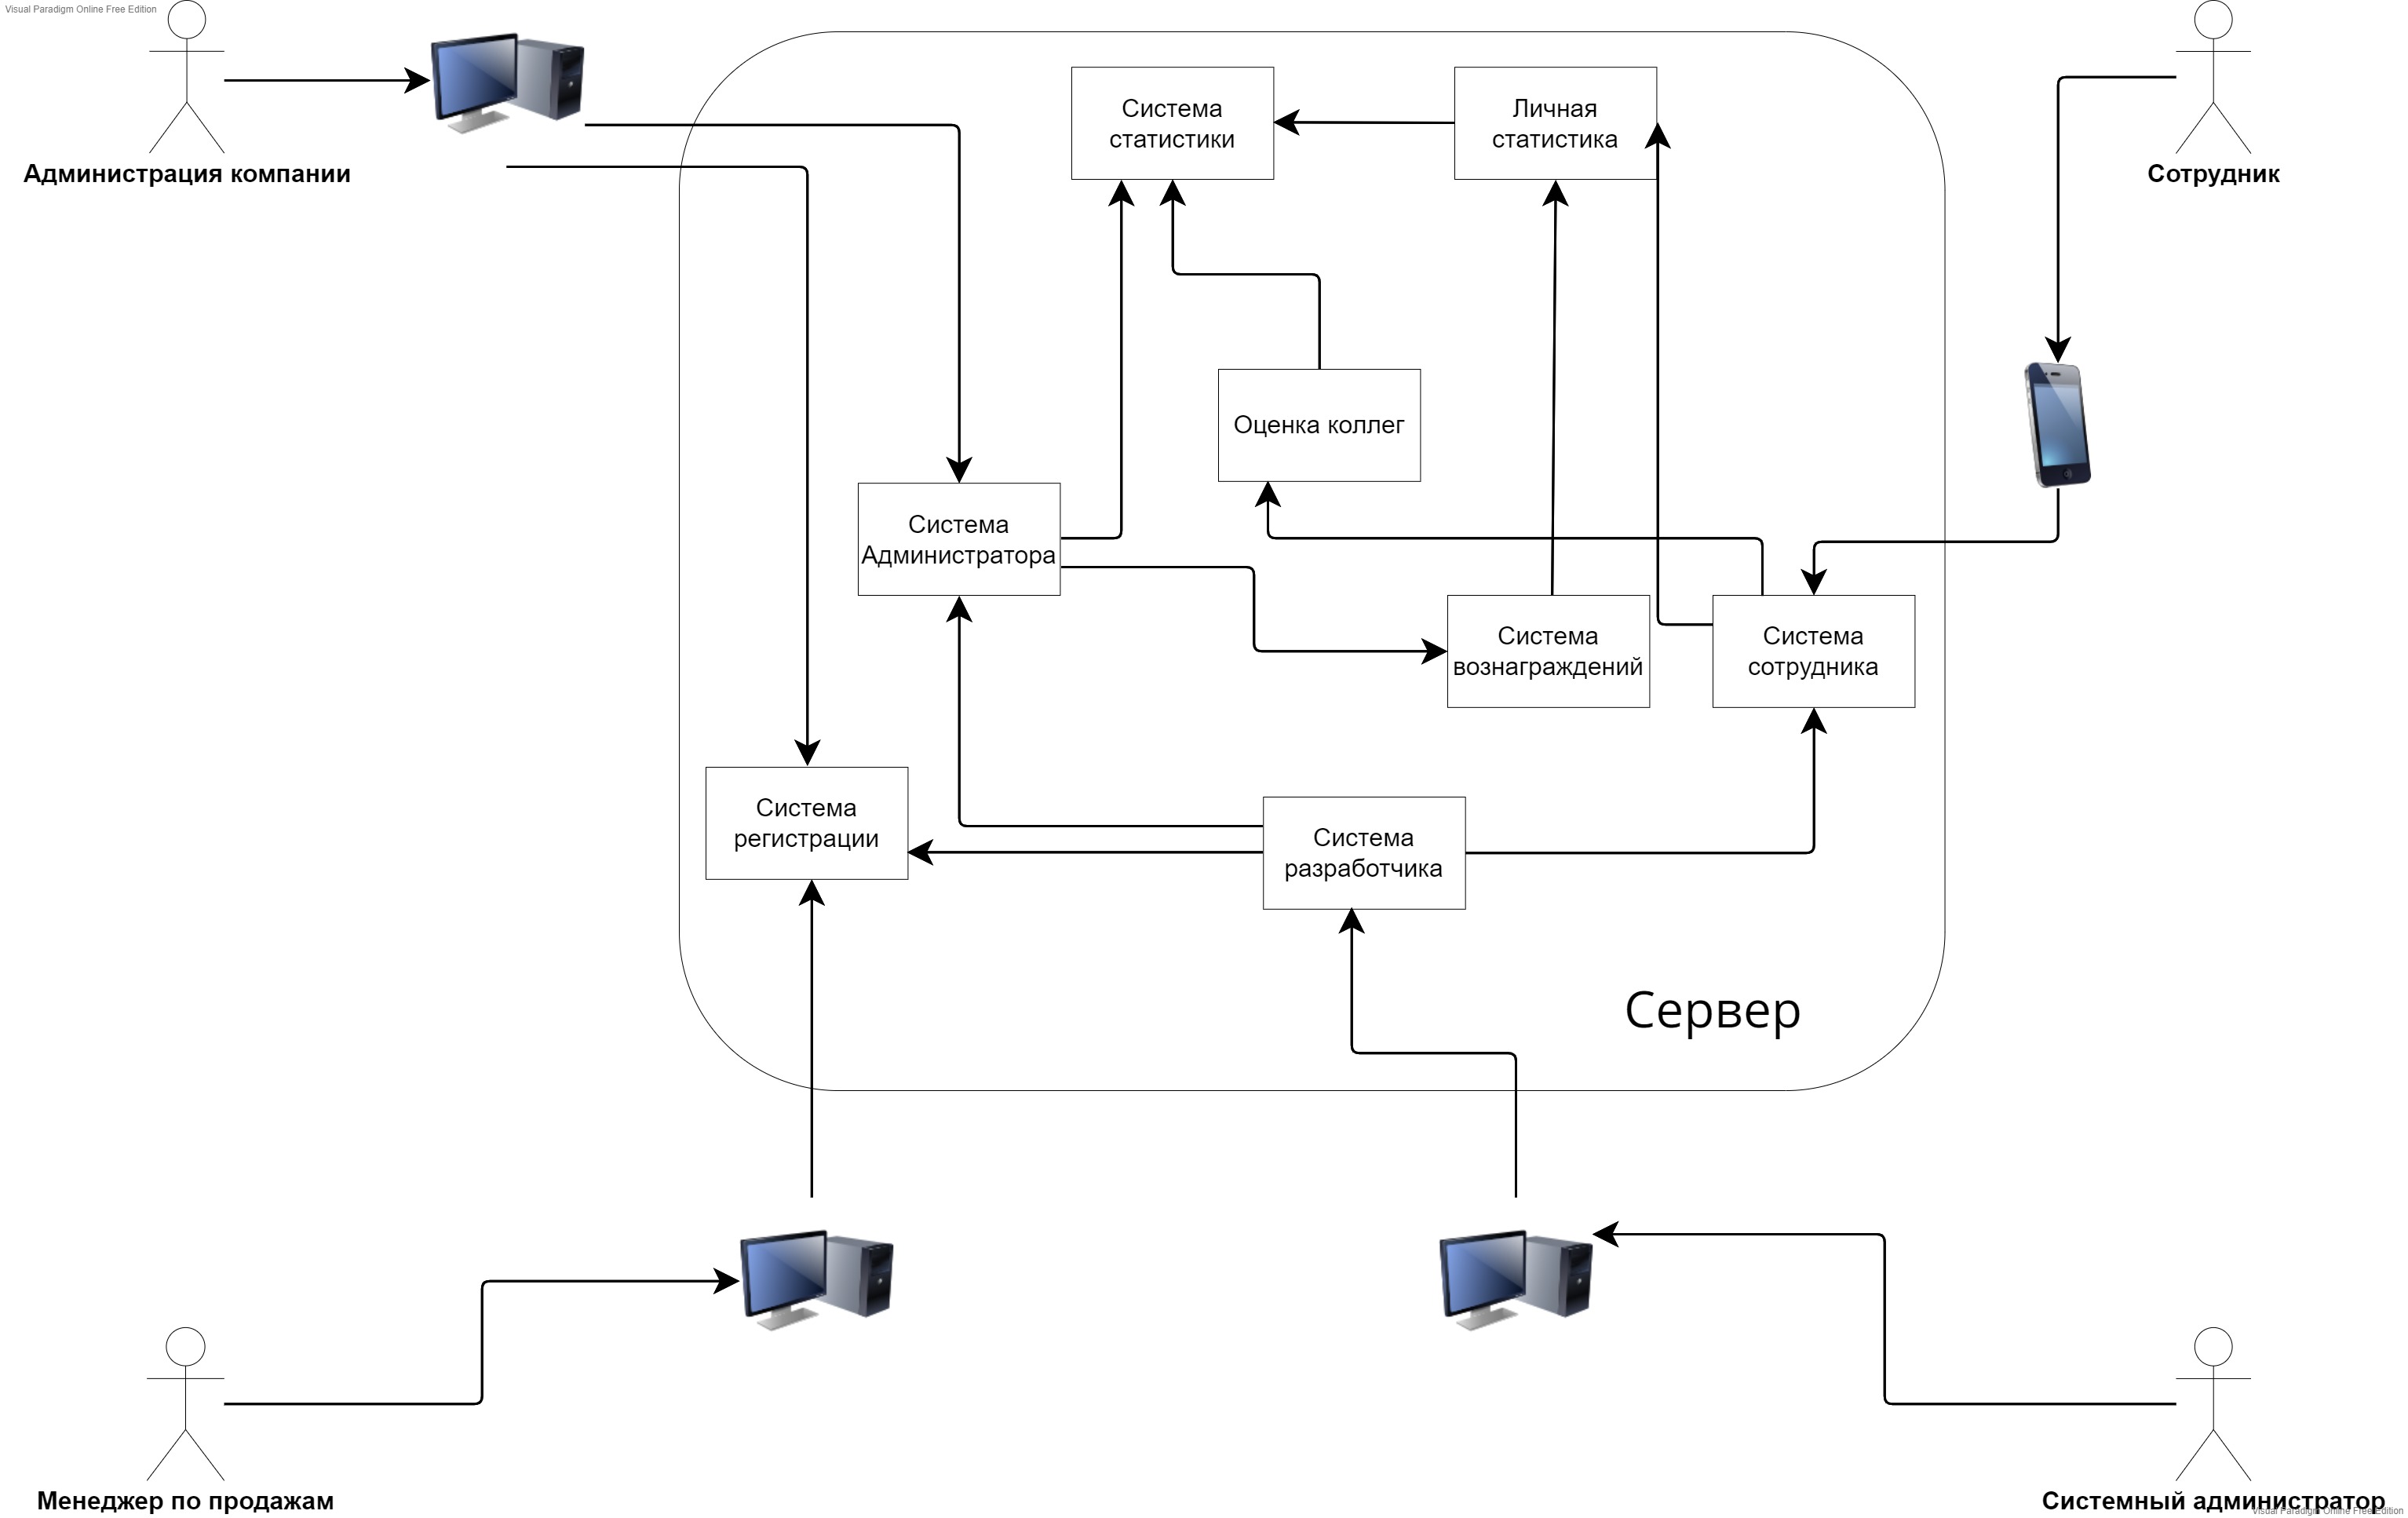 Visual Paradigm Online Free Edition
Администрация компании
Сотрудник
Система
статистики
Личная
статистика
Оценка коллег
Система
Администратора
Система
вознаграждений
Система
сотрудника
Система
регистрации
Система
разработчика
Сервер
Менеджер по продажам
Системный администратор
Visual Paradigm Online Free Edition